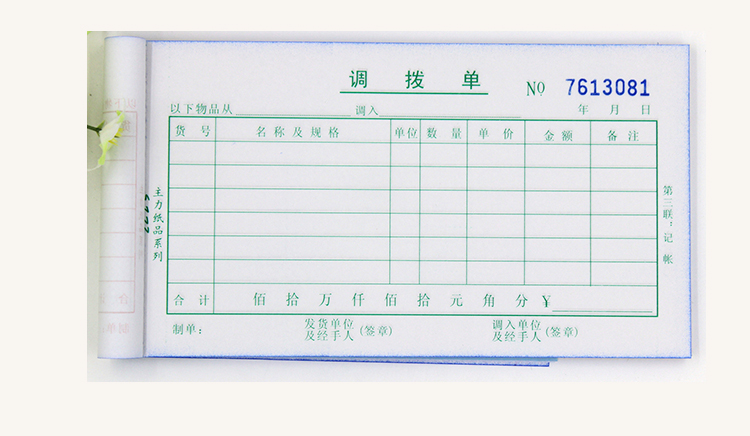 调拨单
NO 7613081
以下物品从 调入 年 月 日
货号 名称及规格 单位 数量 单价 金额 备注
合计 佰拾万仟佰拾元角分¥
制单： 发货单位及经手人(签章) 调入单位及经手人(签章)
第三联：记帐
主力纸品系列